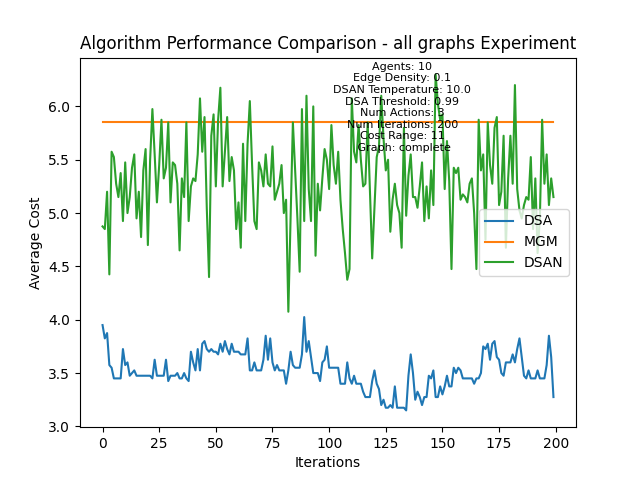 Algorithm Performance Comparison - all graphs Experiment
Agents: 10
Edge Density: 0.1
DSAN Temperature: 10.0
DSA Threshold: 0.99
Num Actions: 3
Num Iterations: 200
Cost Range: 11
Graph: complete
6.0
5.5
5.0
4.5
4.0
3.5
3.0
Average Cost
DSA
MGM
DSAN
0 25 50 75 100 125 150 175 200
Iterations